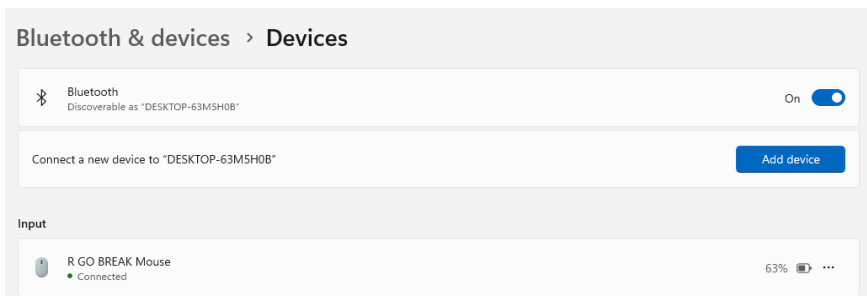 Bluetooth & devices > Devices
Bluetooth
Discoverable as "DESKTOP-63M5H0B"
On
Connect a new device to "DESKTOP-63M5H0B"
Add device
Input
R GO BREAK Mouse
Connected
63%